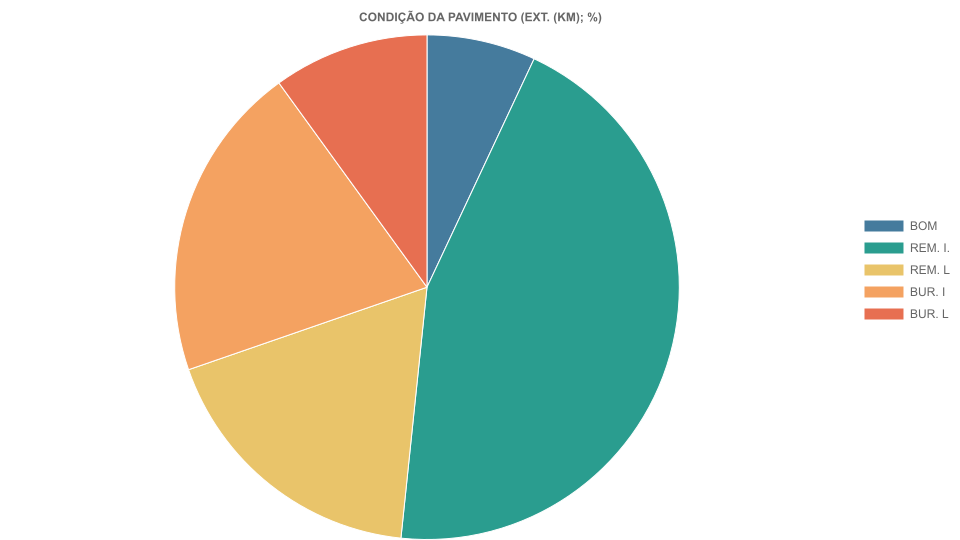 CONDIÇÃO DA PAVIMENTO (EXT. (KM); %)
BOM
REM. I.
REM. L
BUR. I
BUR. L